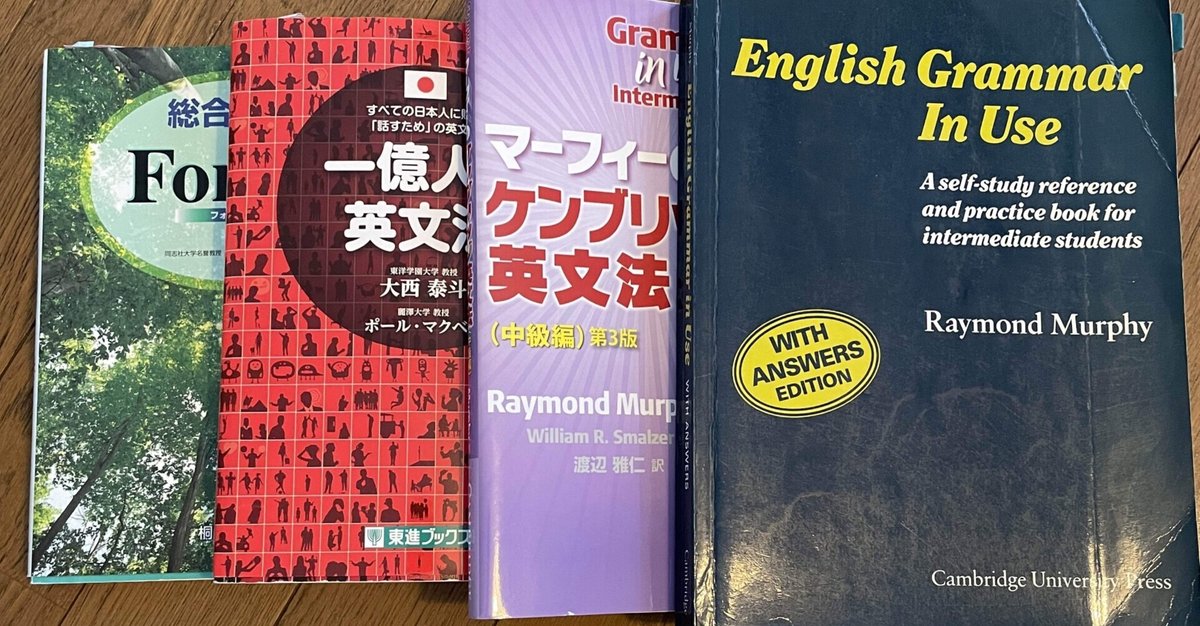 総合
For
フォ
同志社大学名誉教授
桐
すべての日本人に
「話すため」の英文
一億人
英文法
東洋学園大学 教授
大西 泰斗
麗澤大学 教授
ポール・マクベ
東進ブックス
Gram
in
Interm
マーフィー
ケンブリッ
英文法
(中級編) 第3版
Raymond Murp
William R. Smalzer
渡辺 雅仁 訳
English Grammar in Use
WITH ANSWERS
Cambridge
English Grammar
In Use
A self-study reference
and practice book for
intermediate students
Raymond Murphy
WITH
ANSWERS
EDITION
Cambridge University Press